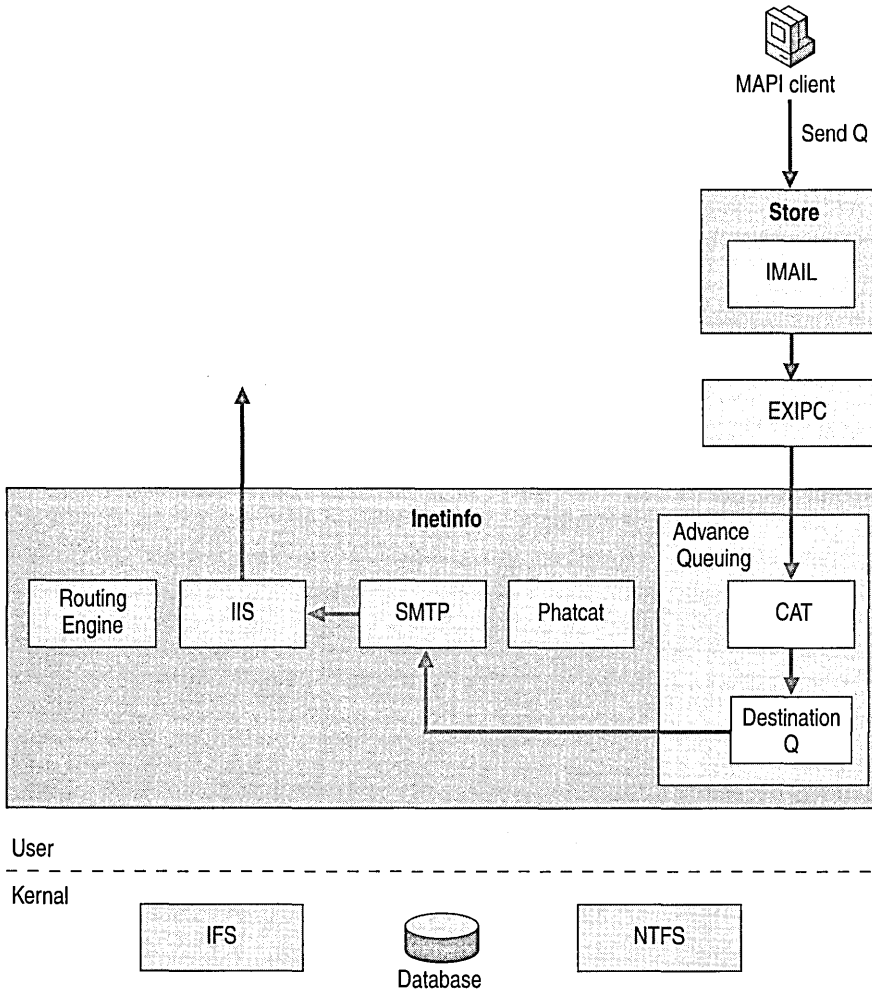 MAPI client
Send Q
Store
IMAIL
EXIPC
Inetinfo
Advance
Queuing
Routing
Engine
IIS
SMTP
Phatcat
CAT
Destination
Q
User
Kernal
IFS
Database
NTFS